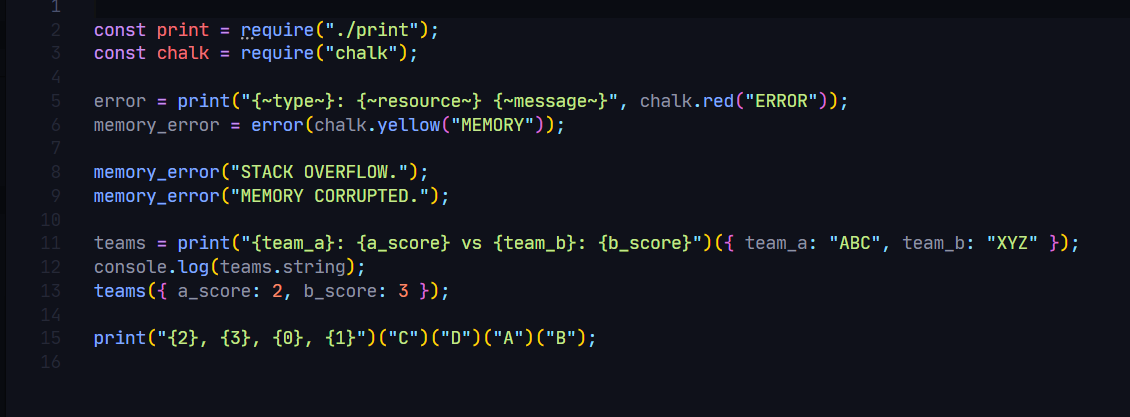 1
2 const print = require("./print");
3 const chalk = require("chalk");
4
5 error = print("{~type~}: {~resource~} {~message~}", chalk.red("ERROR"));
6 memory_error = error(chalk.yellow("MEMORY"));
7
8 memory_error("STACK OVERFLOW.");
9 memory_error("MEMORY CORRUPTED.");
10
11 teams = print("{team_a}: {a_score} vs {team_b}: {b_score}")({ team_a: "ABC", team_b: "XYZ" });
12 console.log(teams.string);
13 teams({ a_score: 2, b_score: 3 });
14
15 print("{2}, {3}, {0}, {1}")("C")("D")("A")("B");
16